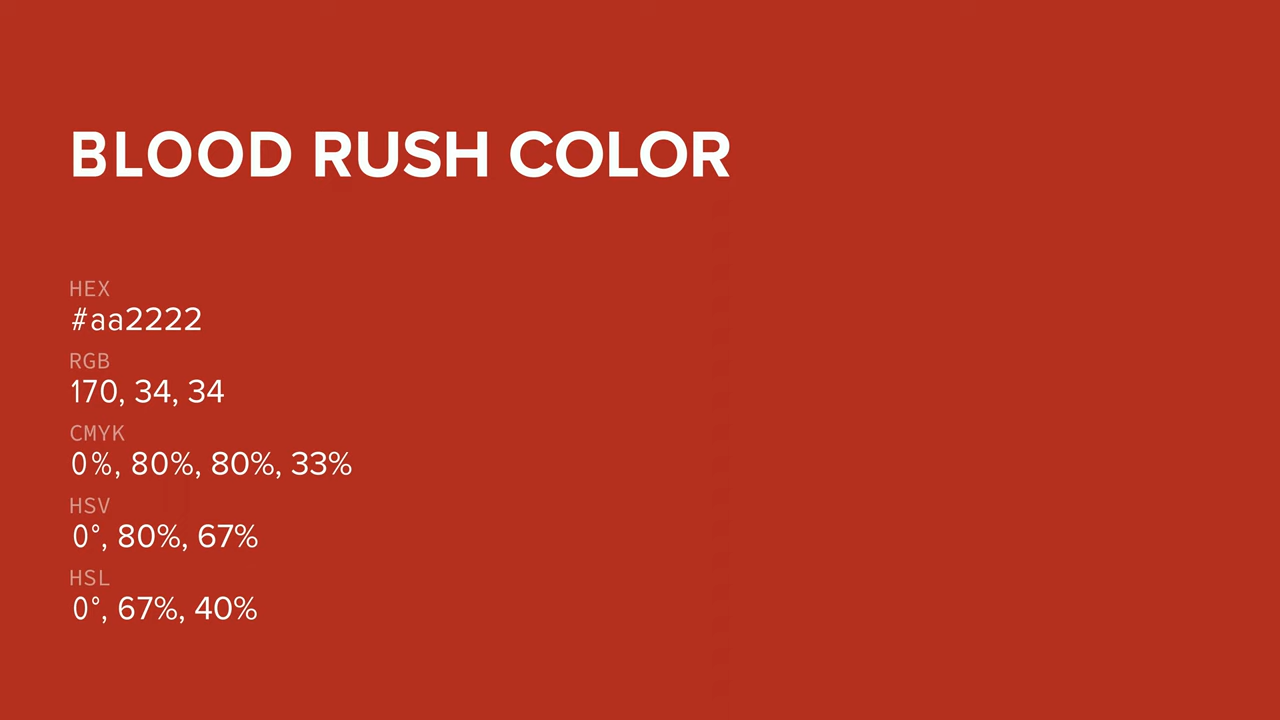 BLOOD RUSH COLOR
HEX
#aa2222
RGB
170, 34, 34
CMYK
0%, 80%, 80%, 33%
HSV
0°, 80%, 67%
HSL
0°, 67%, 40%